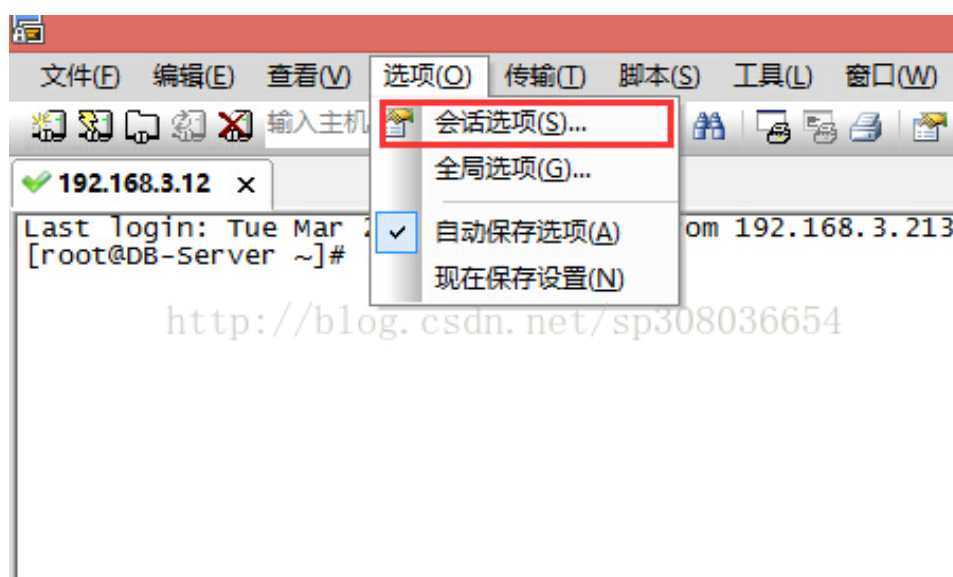 文件(F) 编辑(E) 查看(V) 选项(O) 传输(T) 脚本(S) 工具(L) 窗口(W)
输入主机
会话选项(S)...
全局选项(G)...
自动保存选项(A)
现在保存设置(N)
192.168.3.12 x
Last login: Tue Mar om 192.168.3.213
[root@DB-Server ~]#
http://blog.csdn.net/sp308036654